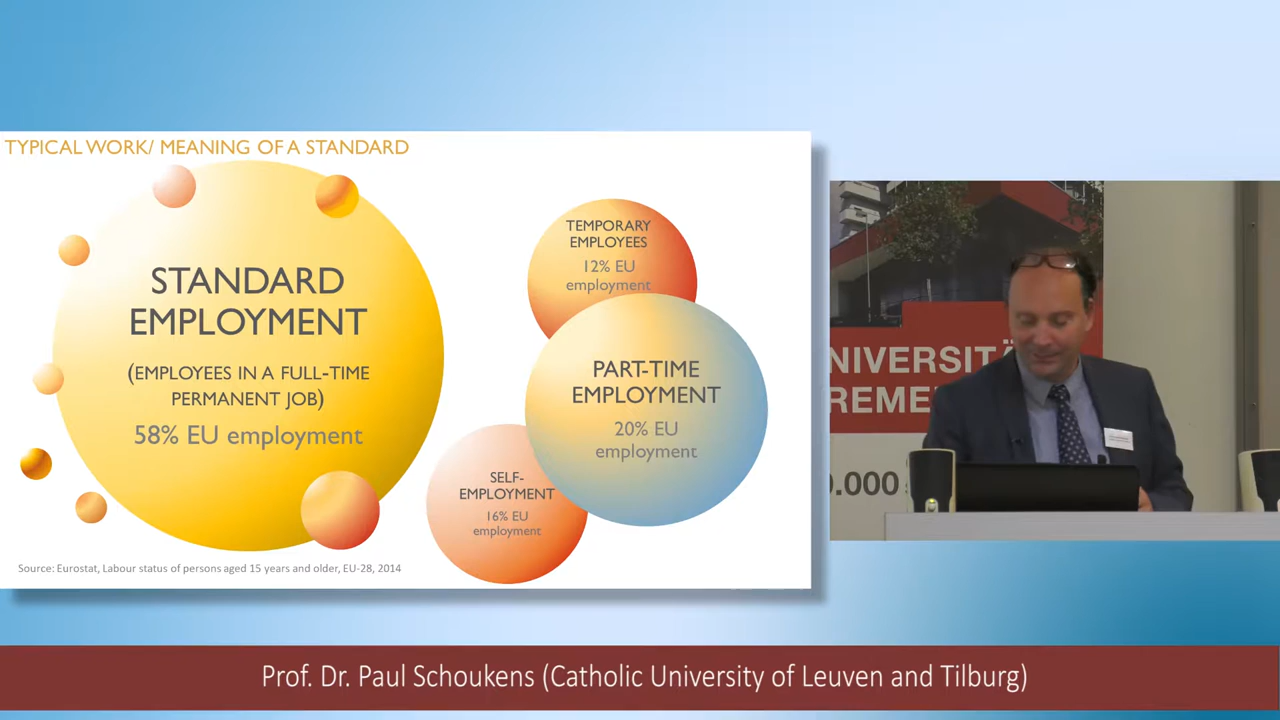 TYPICAL WORK/ MEANING OF A STANDARD
STANDARD
EMPLOYMENT
(EMPLOYEES IN A FULL-TIME
PERMANENT JOB)
58% EU employment
TEMPORARY
EMPLOYEES
12% EU
employment
PART-TIME
EMPLOYMENT
20% EU
employment
SELF-
EMPLOYMENT
16% EU
employment
Source: Eurostat, Labour status of persons aged 15 years and older, EU-28, 2014
NIVERSITÄ
REME
0.000
Prof. Dr. Paul Schoukens (Catholic University of Leuven and Tilburg)